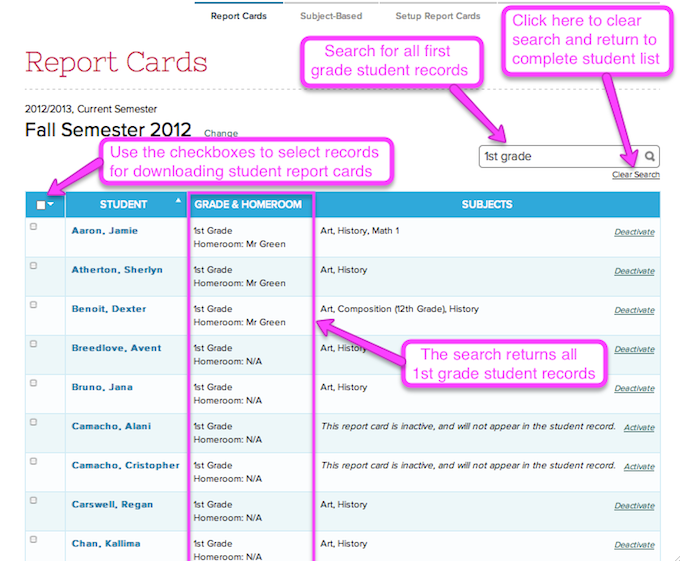 Report Cards Subject-Based Setup Report Cards
Click here to clear
search and return to
complete student list
Search for all first
grade student records
Report Cards
2012/2013, Current Semester
Fall Semester 2012 Change
Use the checkboxes to select records
for downloading student report cards
1st grade
Clear Search
STUDENT GRADE & HOMEROOM SUBJECTS
Aaron, Jamie 1st Grade Art, History, Math 1 Deactivate
Homeroom: Mr Green
Atherton, Sherlyn 1st Grade Art, History Deactivate
Homeroom: Mr Green
Benoit, Dexter 1st Grade Art, Composition (12th Grade), History Deactivate
Homeroom: Mr Green
Breedlove, Avent 1st Grade Art, History Deactivate
Homeroom: N/A
The search returns all
1st grade student records
Bruno, Jana 1st Grade Art, History Deactivate
Homeroom: N/A
Camacho, Alani 1st Grade This report card is inactive, and will not appear in the student record. Activate
Homeroom: N/A
Camacho, Cristopher 1st Grade This report card is inactive, and will not appear in the student record. Activate
Homeroom: N/A
Carswell, Regan 1st Grade Art, History Deactivate
Homeroom: N/A
Chan, Kallima 1st Grade Art, History Deactivate
Homeroom: N/A